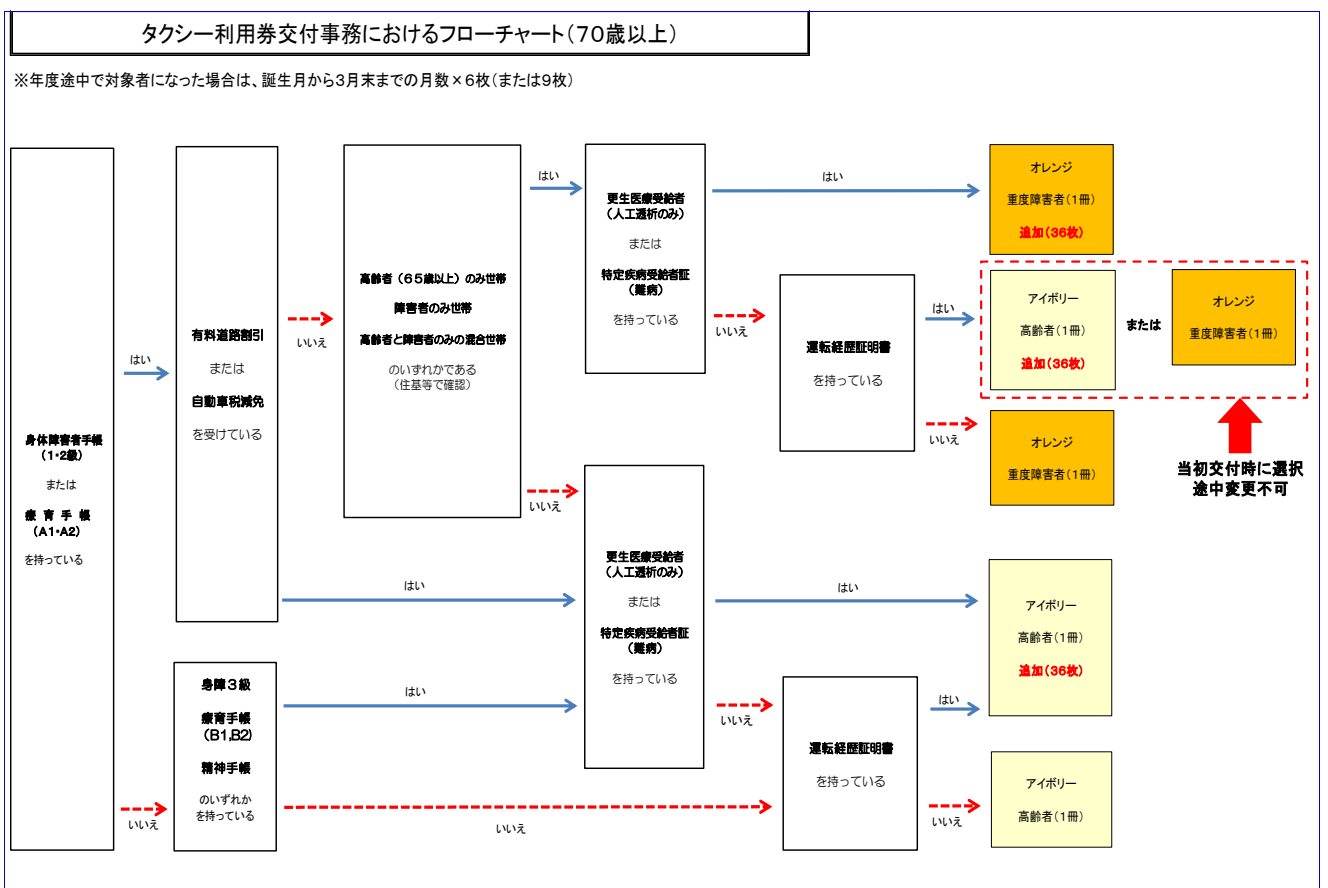 タクシー利用券交付事務におけるフローチャート(70歳以上)
※年度途中で対象者になった場合は、誕生月から3月末までの月数×6枚(または9枚)
身体障害者手帳
(1・2級)
または
療育手帳
(A1・A2)
を持っている
はい
いいえ
有料道路割引
または
自動車税減免
を受けている
いいえ
はい
身障3級
療育手帳
(B1,B2)
精神手帳
のいずれか
を持っている
はい
いいえ
高齢者(65歳以上)のみ世帯
障害者のみ世帯
高齢者と障害者のみの混合世帯
のいずれかである
(住基等で確認)
はい
いいえ
更生医療受給者
(人工透析のみ)
または
特定疾病受給者証
(難病)
を持っている
はい
いいえ
運転経歴証明書
を持っている
はい
いいえ
オレンジ
重度障害者(1冊)
追加(36枚)
アイボリー
高齢者(1冊)
追加(36枚)
または
オレンジ
重度障害者(1冊)
当初交付時に選択
途中変更不可
オレンジ
重度障害者(1冊)
更生医療受給者
(人工透析のみ)
または
特定疾病受給者証
(難病)
を持っている
はい
いいえ
運転経歴証明書
を持っている
はい
いいえ
アイボリー
高齢者(1冊)
追加(36枚)
アイボリー
高齢者(1冊)